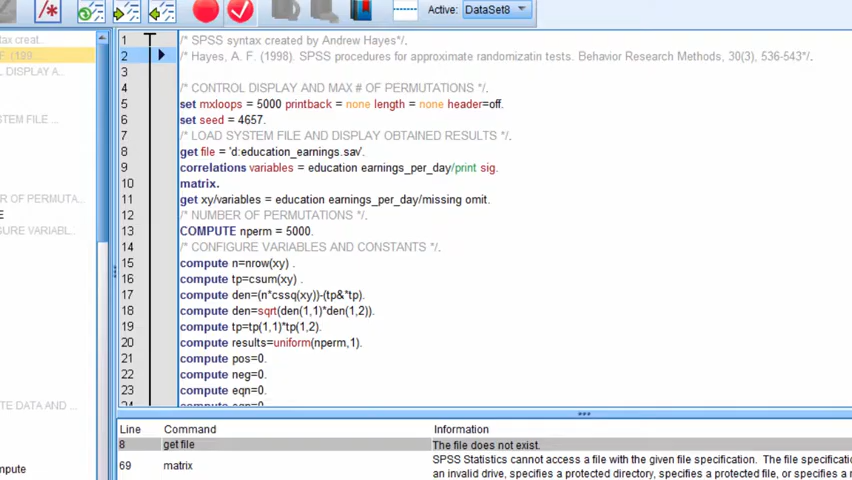 Active: DataSet8
tax creat..
F. (199...
L DISPLAY A..
STEM FILE ...
R OF PERMUTA...
E
URE VARIABL..
TE DATA AND ...
mpute
1 /* SPSS syntax created by Andrew Hayes*/.
2 /* Hayes, A. F. (1998). SPSS procedures for approximate randomizatin tests. Behavior Research Methods, 30(3), 536-543*/.
3
4 /* CONTROL DISPLAY AND MAX # OF PERMUTATIONS */.
5 set mxloops = 5000 printback = none length = none header=off.
6 set seed = 4657.
7 /* LOAD SYSTEM FILE AND DISPLAY OBTAINED RESULTS */.
8 get file = 'd:education_earnings.sav'.
9 correlations variables = education earnings_per_day/print sig.
10 matrix.
11 get xy/variables = education earnings_per_day/missing omit.
12 /* NUMBER OF PERMUTATIONS */.
13 COMPUTE nperm = 5000.
14 /* CONFIGURE VARIABLES AND CONSTANTS */.
15 compute n=nrow(xy) .
16 compute tp=csum(xy) .
17 compute den=(n*cssq(xy))-(tp&*tp).
18 compute den=sqrt(den(1,1)*den(1,2)).
19 compute tp=tp(1,1)*tp(1,2).
20 compute results=uniform(nperm,1).
21 compute pos=0.
22 compute neg=0.
23 compute eqn=0.
Line Command Information
8 get file The file does not exist.
69 matrix SPSS Statistics cannot access a file with the given file specification. The file specificatio
an invalid drive, specifies a protected directory, specifies a protected file, or specifies a